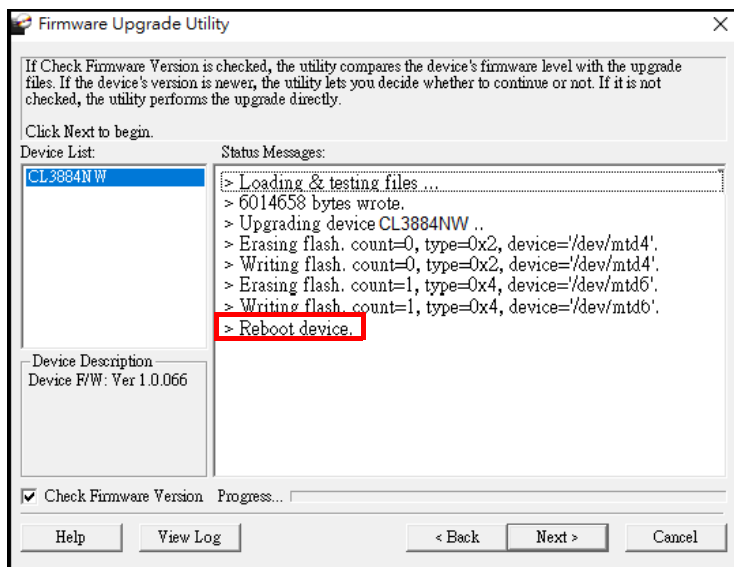 Firmware Upgrade Utility
If Check Firmware Version is checked, the utility compares the device's firmware level with the upgrade
files. If the device's version is newer, the utility lets you decide whether to continue or not. If it is not
checked, the utility performs the upgrade directly.
Click Next to begin.
Device List:
CL3884NW
Status Messages:
> Loading & testing files ...
> 6014658 bytes wrote.
> Upgrading device CL3884NW ..
> Erasing flash. count=0, type=0x2, device='/dev/mtd4'.
> Writing flash. count=0, type=0x2, device='/dev/mtd4'.
> Erasing flash. count=1, type=0x4, device='/dev/mtd6'.
> Writing flash. count=1, type=0x4, device='/dev/mtd6'.
> Reboot device.
Device Description
Device F/W: Ver 1.0.066
Check Firmware Version Progress...
Help View Log < Back Next > Cancel